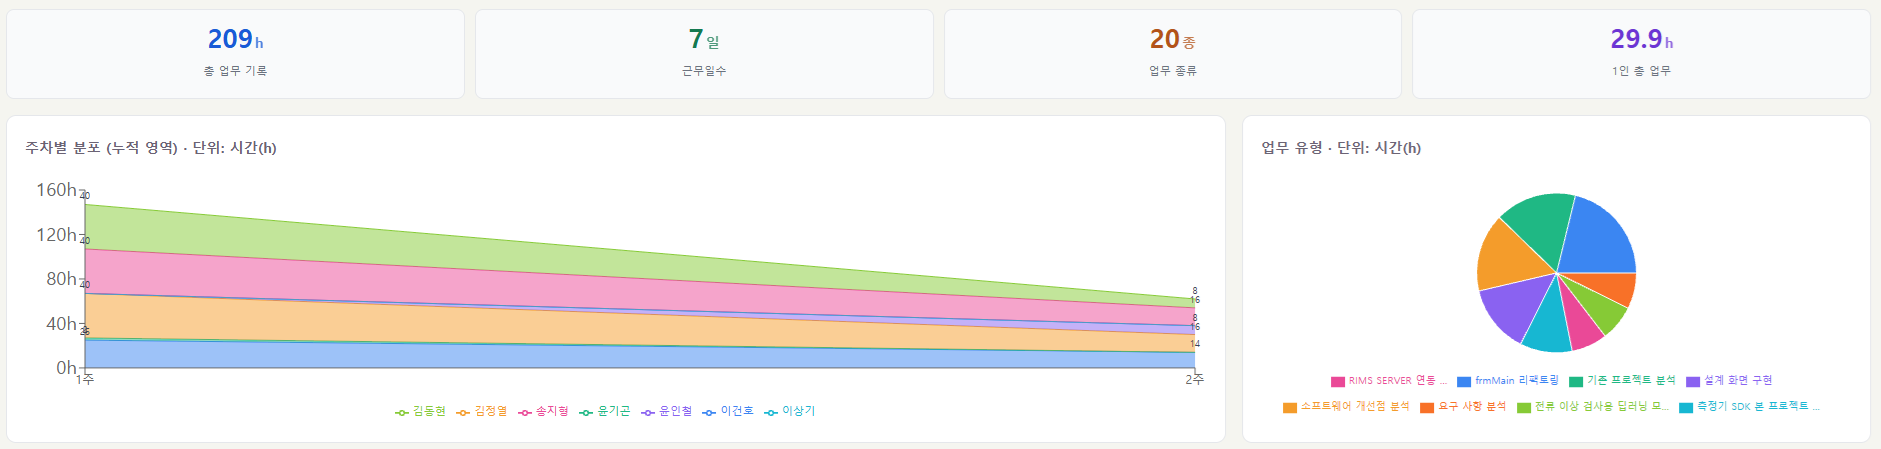 209h
총 업무 기록
7일
근무일수
20종
업무 종류
29.9h
1인 총 업무
주차별 분포 (누적 영역) · 단위: 시간(h)
160h
120h
80h
40h
0h
40
40
40
8
16
8
16
14
1주
2주
김동현 김정열 송지형 윤기곤 윤인철 이건호 이상기
업무 유형 · 단위: 시간(h)
RIMS SERVER 연동 ... frmMain 리팩토링 기존 프로젝트 분석 설계 화면 구현
소프트웨어 개선점 분석 요구 사항 분석 전류 이상 검사용 딥러닝 모... 측정기 SDK 본 프로젝트 ...